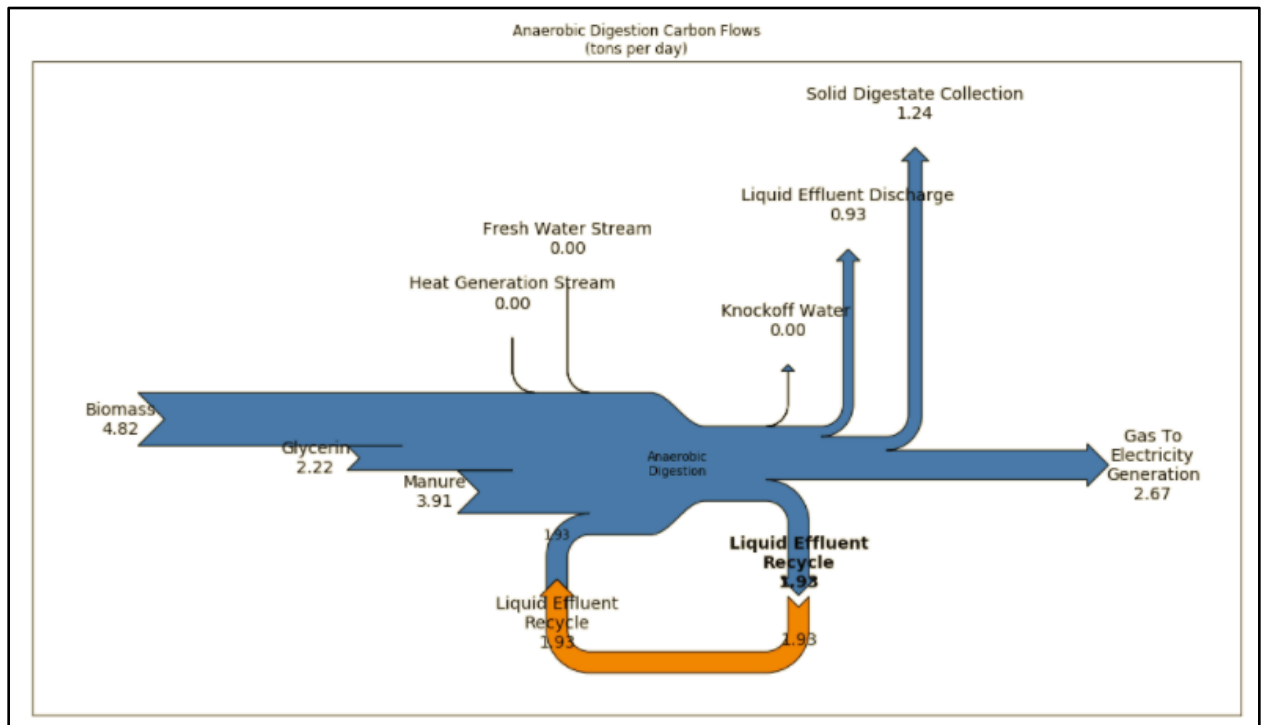 Anaerobic Digestion Carbon Flows
(tons per day)
Solid Digestate Collection
1.24
Liquid Effluent Discharge
0.93
Fresh Water Stream
0.00
Heat Generation Stream
0.00
Knockoff Water
0.00
Biomass
4.82
Glycerin
2.22
Manure
3.91
Anaerobic
Digestion
Gas To
Electricity
Generation
2.67
1.93
Liquid Effluent
Recycle
1.93
Liquid Effluent
Recycle
1.93
1.93